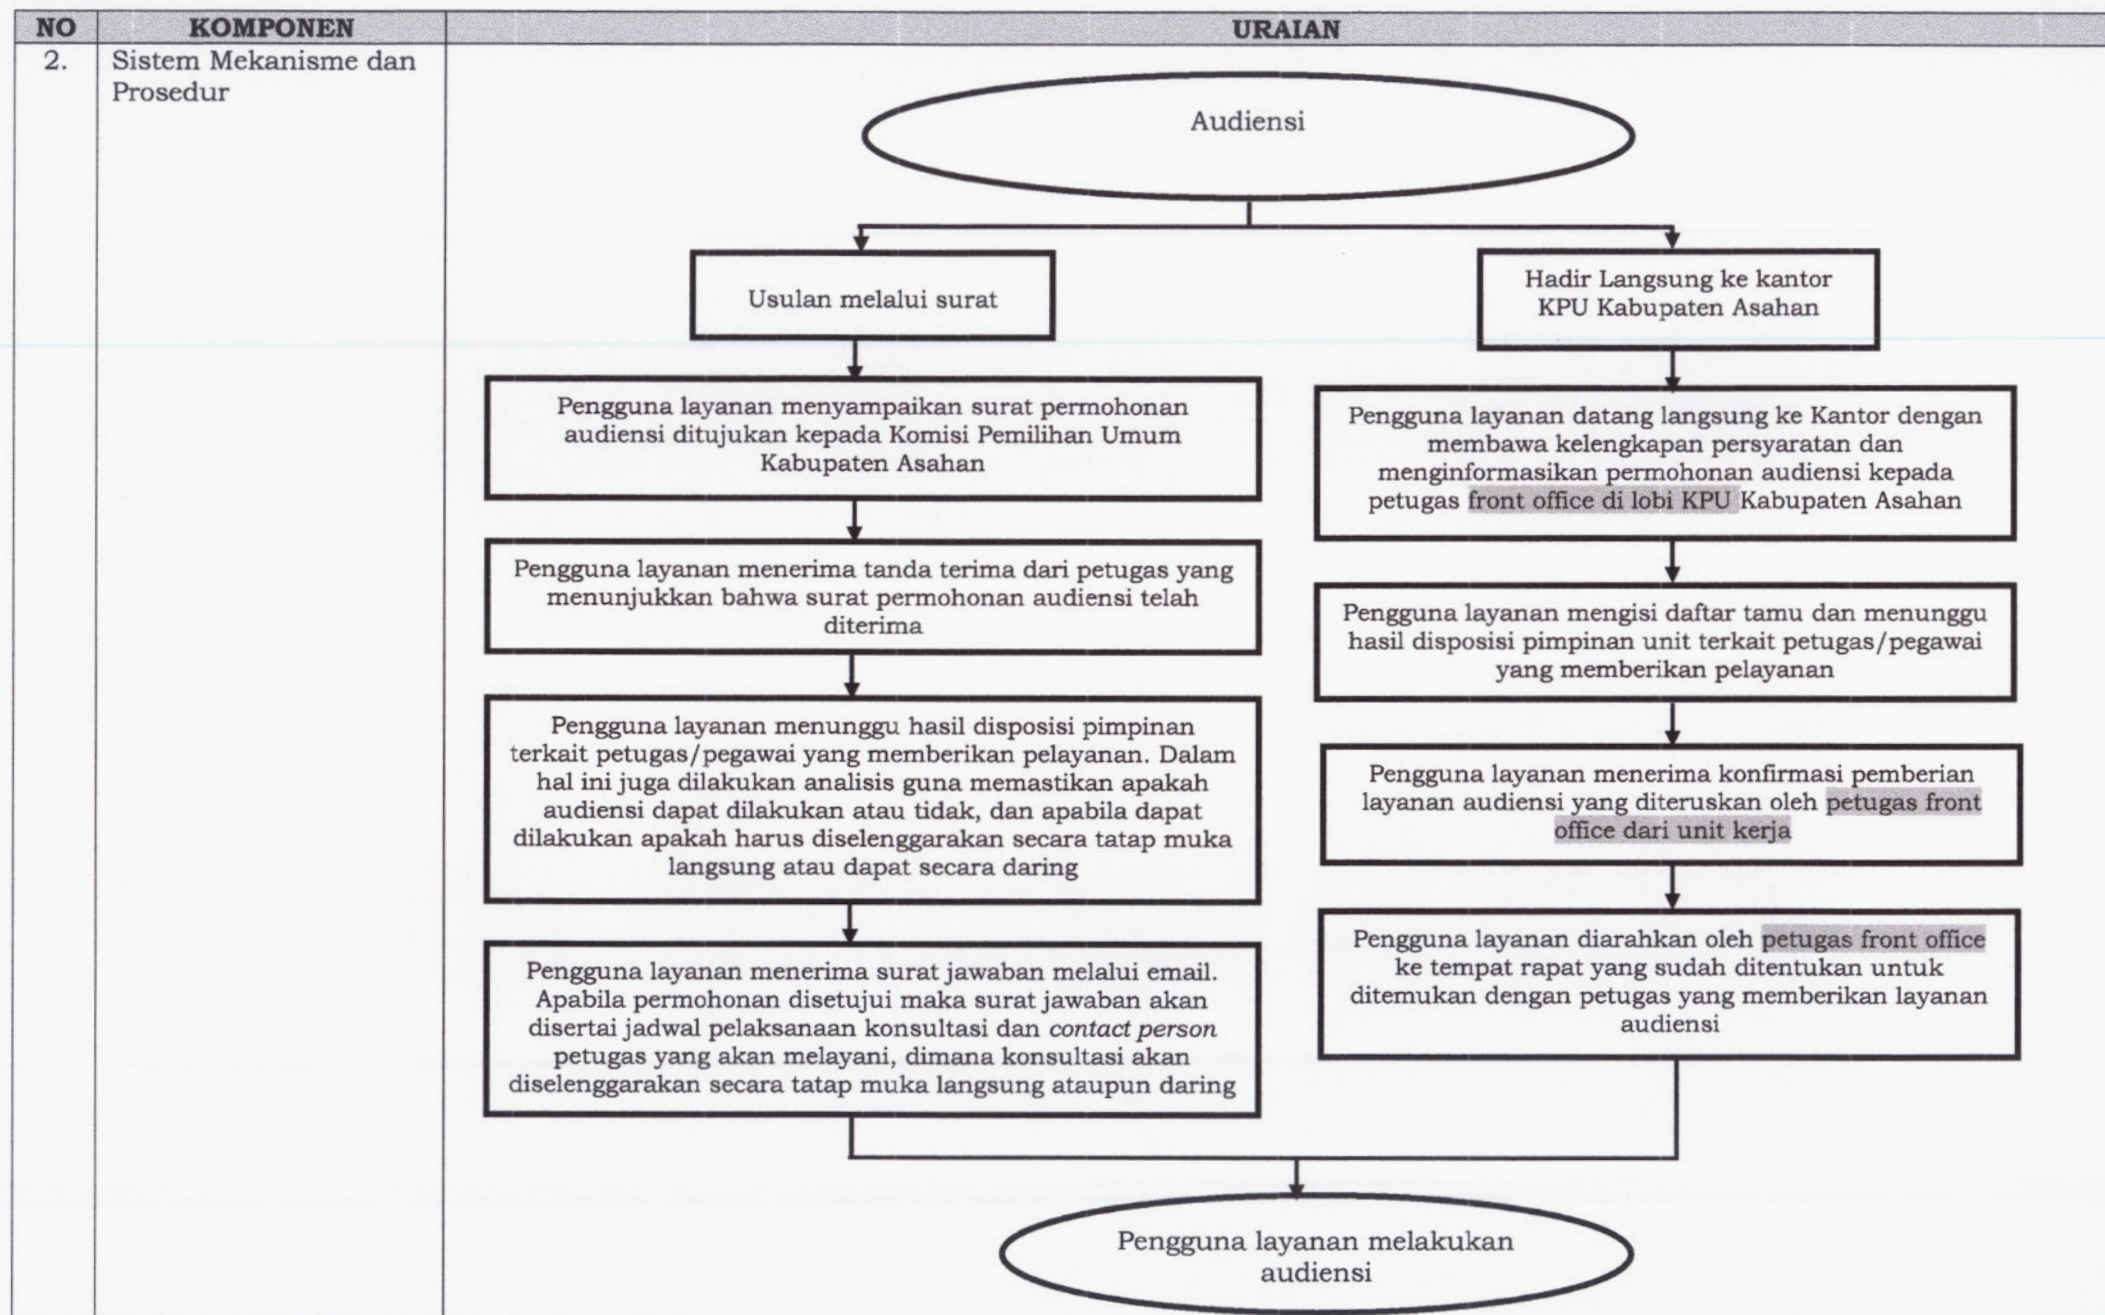 NO KOMPONEN URAIAN
2. Sistem Mekanisme dan
Prosedur
Audiensi
Usulan melalui surat
Pengguna layanan menyampaikan surat permohonan
audiensi ditujukan kepada Komisi Pemilihan Umum
Kabupaten Asahan
Pengguna layanan menerima tanda terima dari petugas yang
menunjukkan bahwa surat permohonan audiensi telah
diterima
Pengguna layanan menunggu hasil disposisi pimpinan
terkait petugas/pegawai yang memberikan pelayanan. Dalam
hal ini juga dilakukan analisis guna memastikan apakah
audiensi dapat dilakukan atau tidak, dan apabila dapat
dilakukan apakah harus diselenggarakan secara tatap muka
langsung atau dapat secara daring
Pengguna layanan menerima surat jawaban melalui email.
Apabila permohonan disetujui maka surat jawaban akan
disertai jadwal pelaksanaan konsultasi dan contact person
petugas yang akan melayani, dimana konsultasi akan
diselenggarakan secara tatap muka langsung ataupun daring
Hadir Langsung ke kantor
KPU Kabupaten Asahan
Pengguna layanan datang langsung ke Kantor dengan
membawa kelengkapan persyaratan dan
menginformasikan permohonan audiensi kepada
petugas front office di lobi KPU Kabupaten Asahan
Pengguna layanan mengisi daftar tamu dan menunggu
hasil disposisi pimpinan unit terkait petugas/pegawai
yang memberikan pelayanan
Pengguna layanan menerima konfirmasi pemberian
layanan audiensi yang diteruskan oleh petugas front
office dari unit kerja
Pengguna layanan diarahkan oleh petugas front office
ke tempat rapat yang sudah ditentukan untuk
ditemukan dengan petugas yang memberikan layanan
audiensi
Pengguna layanan melakukan
audiensi